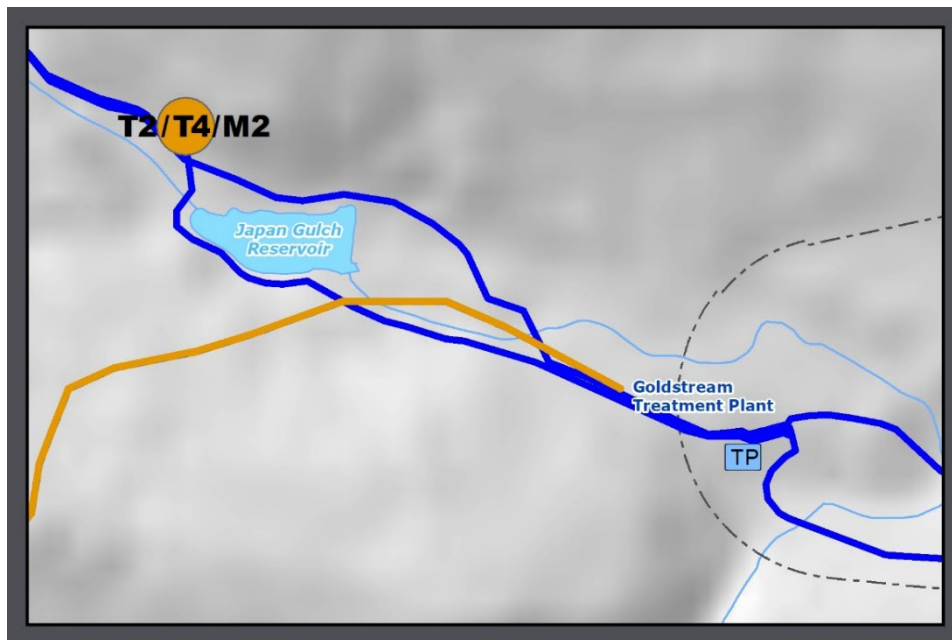 T2/T4/M2
Japan Gulch
Reservoir
Goldstream
Treatment Plant
TP